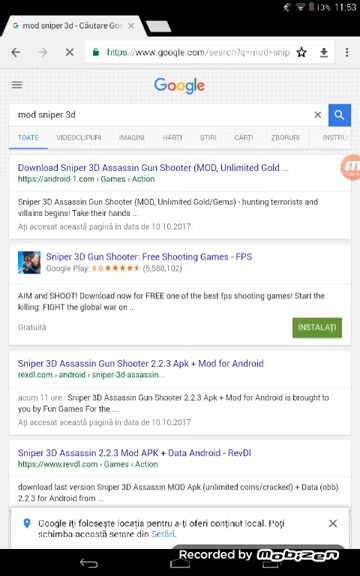 13% 11:53
mod sniper 3d - Căutare Goo
https://www.google.com/search?q=mod+snip
Google
mod sniper 3d
TOATE VIDEOCLIPURI IMAGINI HĂRȚI ȘTIRI CĂRȚI ZBORURI INSTRU
Download Sniper 3D Assassin Gun Shooter (MOD, Unlimited Gold ...
https://android-1.com › Games › Action
Sniper 3D Assassin Gun Shooter (MOD, Unlimited Gold/Gems) - hunting terrorists and
villains begins! Take their hands ...
Ați accesat această pagină în data de 10.10.2017.
Sniper 3D Gun Shooter: Free Shooting Games - FPS
Google Play: 4.6 ★★★★★ (5,588,102)
AIM and SHOOT! Download now for FREE one of the best fps shooting games! Start the
killing: FIGHT the global war on ...
Gratuită
INSTALAȚI
Sniper 3D Assassin Gun Shooter 2.2.3 Apk + Mod for Android
rexdl.com › android › sniper-3d-assassin...
acum 11 ore - Sniper 3D Assassin Gun Shooter 2.2.3 Apk + Mod for Android is brought to
you by Fun Games For the ...
Ați accesat această pagină în data de 10.10.2017.
Sniper 3D Assassin 2.2.3 Mod APK + Data Android - RevDl
https://www.revdl.com › Games › Action
download last version Sniper 3D Assassin MOD Apk (unlimited coins/cracked) + Data (obb)
2.2.3 for Android from ...
Google îți folosește locația pentru a-ți oferi conținut local. Poți
schimba această setare din Setări.
Recorded by Mobizen